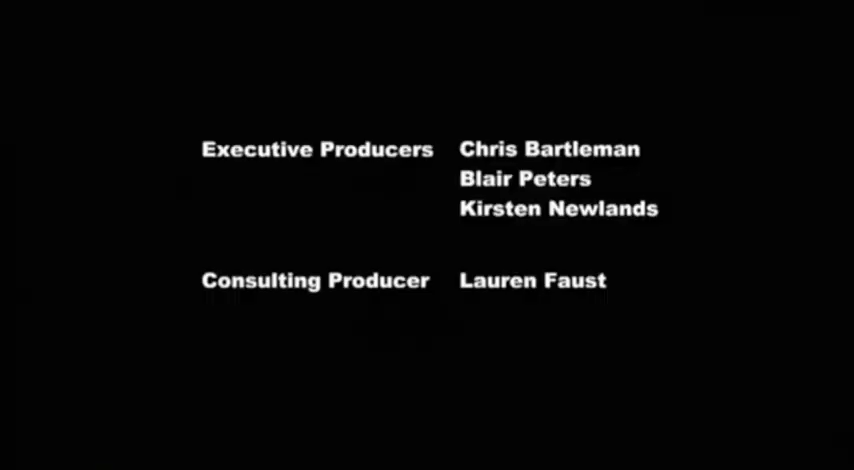 Executive Producers Chris Bartleman
Blair Peters
Kirsten Newlands
Consulting Producer Lauren Faust